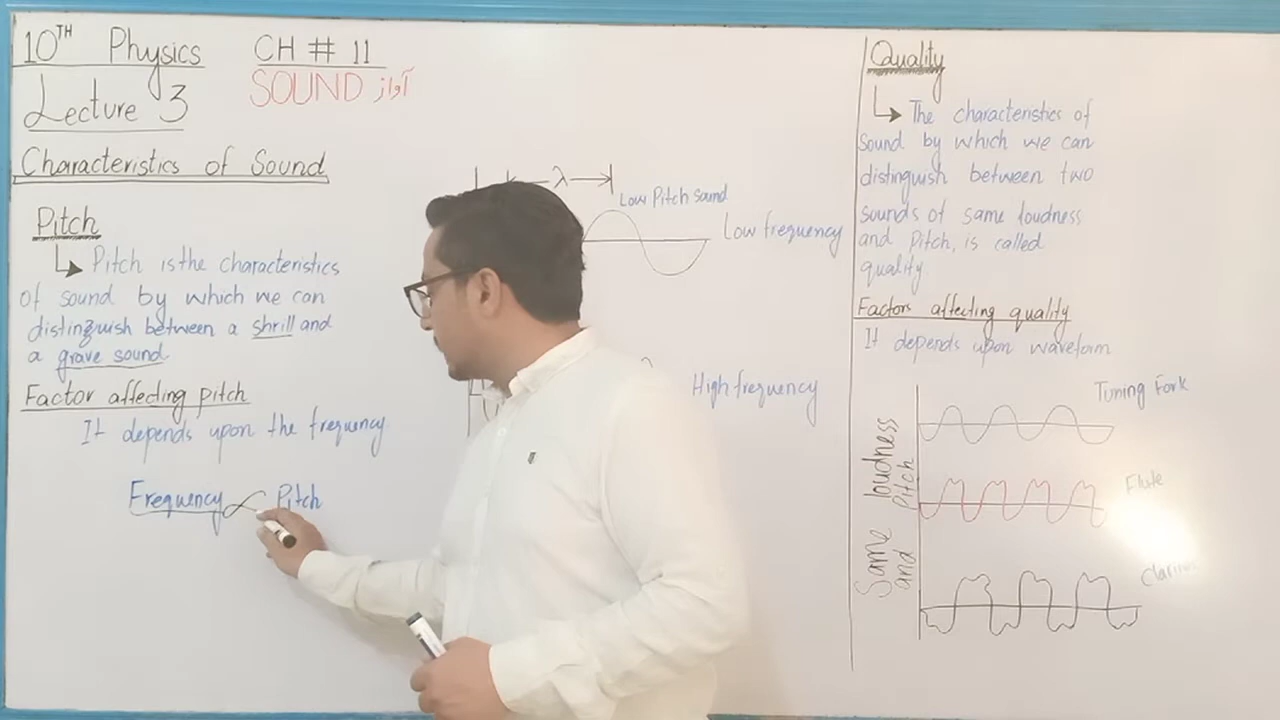 10TH Physics CH # 11
SOUND آواز
Lecture 3
Characteristics of Sound
Pitch
Pitch is the characteristics
of sound by which we can
distinguish between a shrill and
a grave sound
Factor affecting pitch
It depends upon the frequency
Frequency ∝ Pitch
λ
Low Pitch Sound
Low frequency
High frequency
Quality
The characteristics of
Sound by which we can
distinguish between two
sounds of same loudness
and Pitch, is called
quality
Factors affecting quality
It depends upon waveform
Same loudness
and Pitch
Tuning Fork
Flute